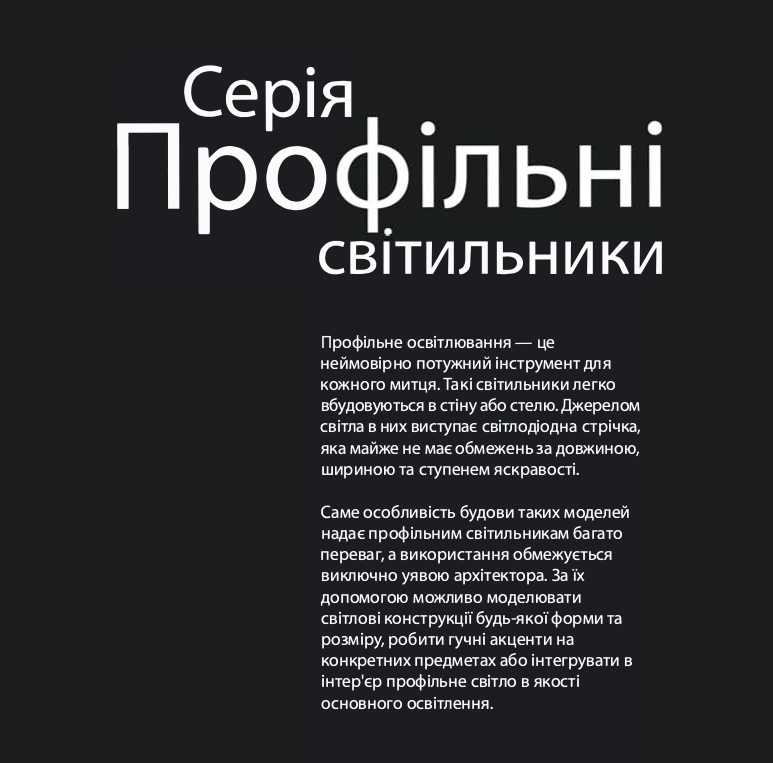 Серія
Профільні
світильники
Профільне освітлювання — це
неймовірно потужний інструмент для
кожного митця. Такі світильники легко
вбудовуються в стіну або стелю. Джерелом
світла в них виступає світлодіодна стрічка,
яка майже не має обмежень за довжиною,
шириною та ступенем яскравості.
Саме особливість будови таких моделей
надає профільним світильникам багато
переваг, а використання обмежується
виключно уявою архітектора. За їх
допомогою можливо моделювати
світлові конструкції будь-якої форми та
розміру, робити гучні акценти на
конкретних предметах або інтегрувати в
інтер'єр профільне світло в якості
основного освітлення.